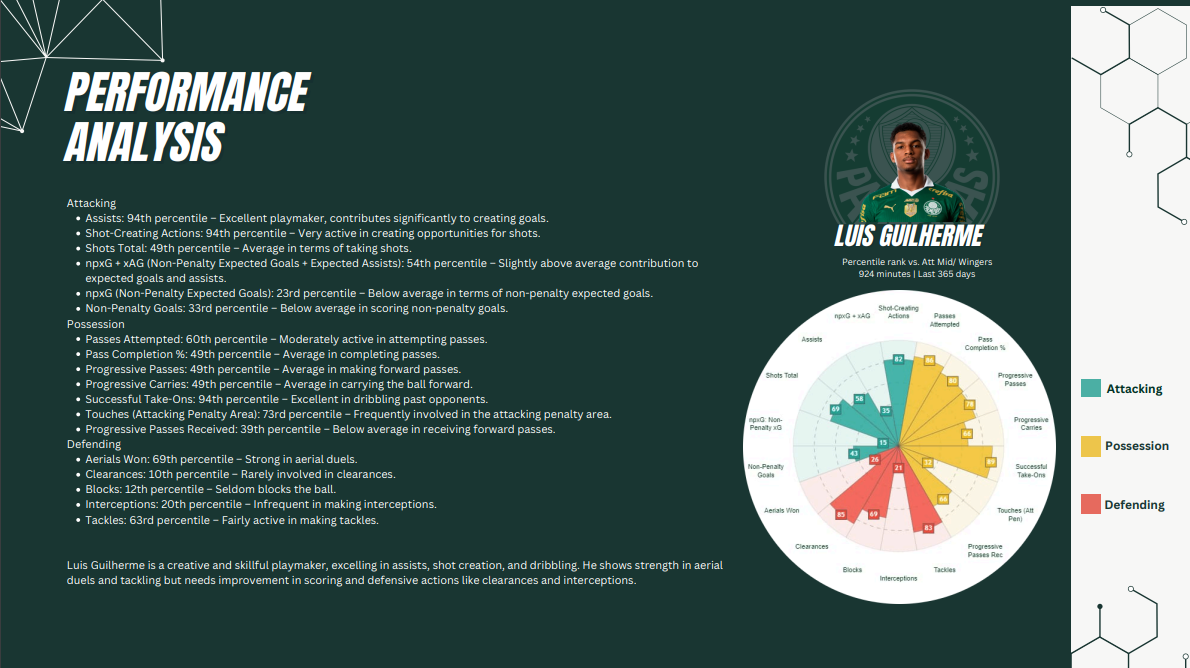 PERFORMANCE
ANALYSIS
Attacking
• Assists: 94th percentile – Excellent playmaker, contributes significantly to creating goals.
• Shot-Creating Actions: 94th percentile – Very active in creating opportunities for shots.
• Shots Total: 49th percentile – Average in terms of taking shots.
• npxG + xAG (Non-Penalty Expected Goals + Expected Assists): 54th percentile – Slightly above average contribution to
expected goals and assists.
• npxG (Non-Penalty Expected Goals): 23rd percentile – Below average in terms of non-penalty expected goals.
• Non-Penalty Goals: 33rd percentile – Below average in scoring non-penalty goals.
Possession
• Passes Attempted: 60th percentile – Moderately active in attempting passes.
• Pass Completion %: 49th percentile – Average in completing passes.
• Progressive Passes: 49th percentile – Average in making forward passes.
• Progressive Carries: 49th percentile – Average in carrying the ball forward.
• Successful Take-Ons: 94th percentile – Excellent in dribbling past opponents.
• Touches (Attacking Penalty Area): 73rd percentile – Frequently involved in the attacking penalty area.
• Progressive Passes Received: 39th percentile – Below average in receiving forward passes.
Defending
• Aerials Won: 69th percentile – Strong in aerial duels.
• Clearances: 10th percentile – Rarely involved in clearances.
• Blocks: 12th percentile – Seldom blocks the ball.
• Interceptions: 20th percentile – Infrequent in making interceptions.
• Tackles: 63rd percentile – Fairly active in making tackles.
Luis Guilherme is a creative and skillful playmaker, excelling in assists, shot creation, and dribbling. He shows strength in aerial
duels and tackling but needs improvement in scoring and defensive actions like clearances and interceptions.
LUIS GUILHERME
Percentile rank vs. Att Mid/ Wingers
924 minutes | Last 365 days
Shot-Creating
Actions
Passes
Attempted
Pass
Completion %
Progressive
Passes
Progressive
Carries
Successful
Take-Ons
Touches (Att
Pen)
Progressive
Passes Rec
Tackles
Interceptions
Blocks
Clearances
Aerials Won
Non-Penalty
Goals
npxG: Non-
Penalty xG
Shots Total
Assists
npxG + xAG
82
86
80
78
66
89
32
66
83
21
69
85
26
43
15
69
58
35
Attacking
Possession
Defending